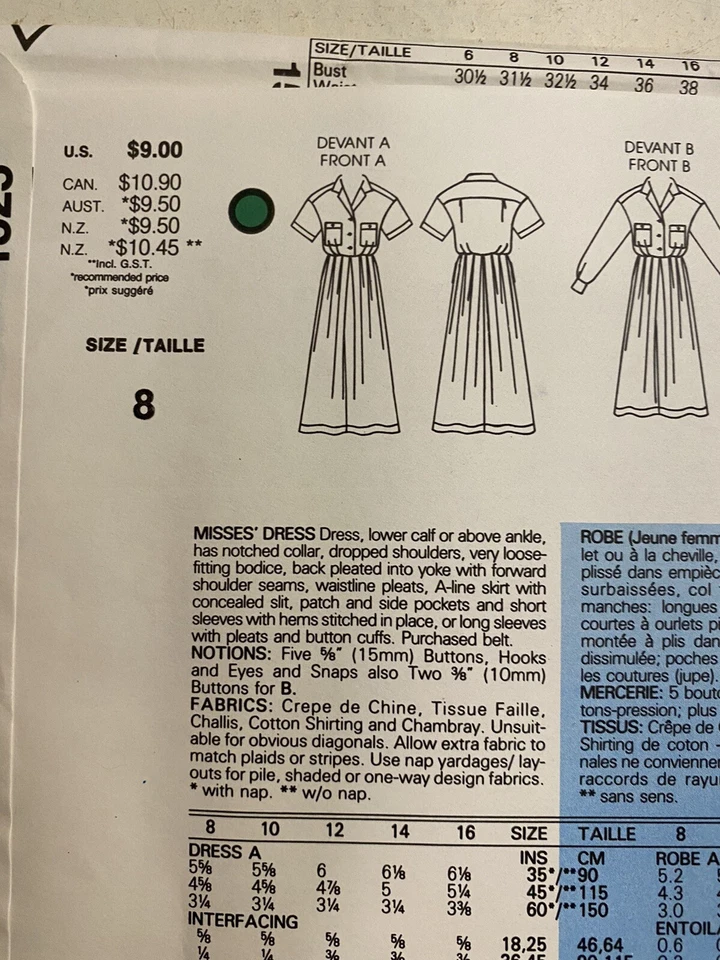 SIZE/TAILLE 6 8 10 12 14 16
Bust 30½ 31½ 32½ 34 36 38
U.S. $9.00
CAN. $10.90
AUST. *$9.50
N.Z. *$9.50
N.Z. *$10.45 **
**Incl. G.S.T.
*recommended price
*prix suggéré
SIZE /TAILLE
8
DEVANT A
FRONT A
DEVANT B
FRONT B
MISSES' DRESS Dress, lower calf or above ankle,
has notched collar, dropped shoulders, very loose-
fitting bodice, back pleated into yoke with forward
shoulder seams, waistline pleats, A-line skirt with
concealed slit, patch and side pockets and short
sleeves with hems stitched in place, or long sleeves
with pleats and button cuffs. Purchased belt.
NOTIONS: Five ⅝" (15mm) Buttons, Hooks
and Eyes and Snaps also Two ⅜" (10mm)
Buttons for B.
FABRICS: Crepe de Chine, Tissue Faille,
Challis, Cotton Shirting and Chambray. Unsuit-
able for obvious diagonals. Allow extra fabric to
match plaids or stripes. Use nap yardages/ lay-
outs for pile, shaded or one-way design fabrics.
* with nap. ** w/o nap.
ROBE (Jeune femm
let ou à la cheville,
plissé dans empièc
surbaissées, col
manches: longues
courtes à ourlets pi
montée à plis dan
dissimulée; poches
les coutures (jupe).
MERCERIE: 5 bouto
tons-pression; plus
TISSUS: Crêpe de
Shirting de coton
nales ne convienner
raccords de rayu
** sans sens.
8 10 12 14 16 SIZE TAILLE 8
DRESS A INS CM ROBE A
5⅝ 5⅝ 6 6⅛ 6⅛ 35*/**90 5.2
4⅝ 4⅝ 4⅞ 5 5¼ 45*/**115 4.3
3¼ 3¼ 3¼ 3¼ 3⅜ 60*/**150 3.0
INTERFACING ENTOILA
⅝ ⅝ ⅝ ⅝ ⅝ 18,25 46,64 0.6